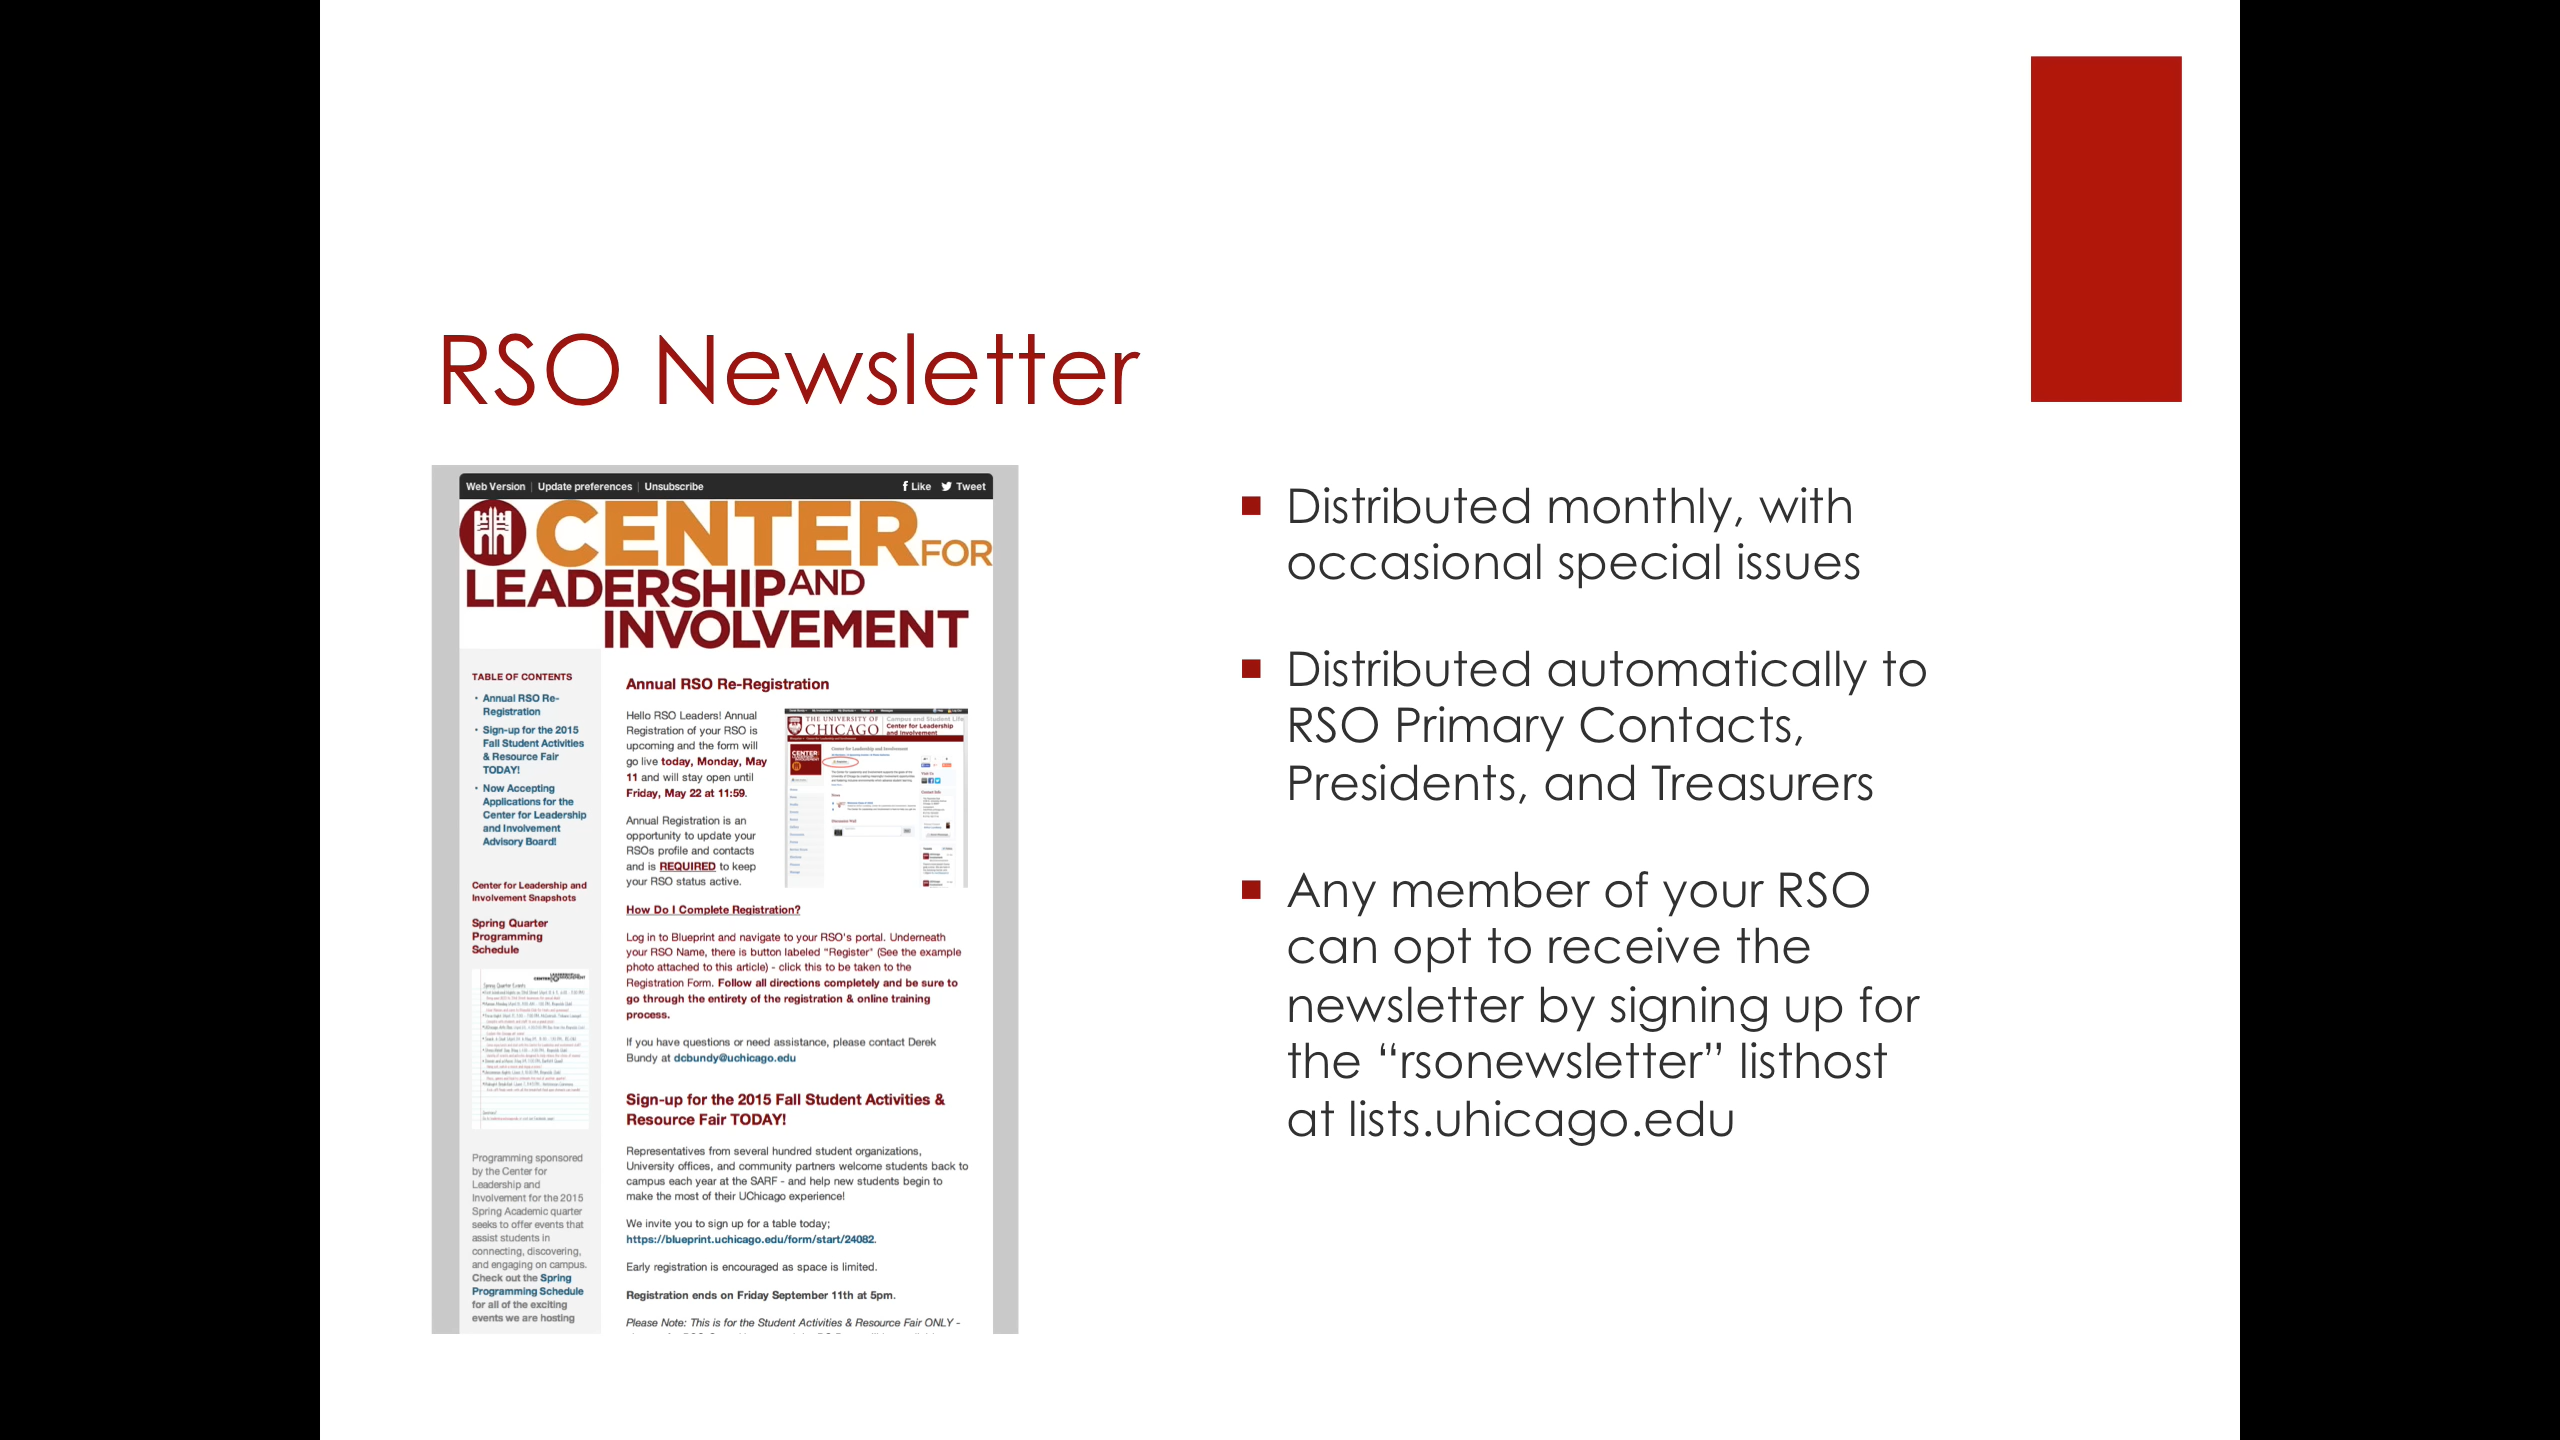 RSO Newsletter
Web Version | Update preferences | Unsubscribe
f Like Tweet
CENTER FOR
LEADERSHIP AND
INVOLVEMENT
TABLE OF CONTENTS
• Annual RSO Re-
Registration
• Sign-up for the 2015
Fall Student Activities
& Resource Fair
TODAY!
• Now Accepting
Applications for the
Center for Leadership
and Involvement
Advisory Board!
Center for Leadership and
Involvement Snapshots
Spring Quarter
Programming
Schedule
Programming sponsored
by the Center for
Leadership and
Involvement for the 2015
Spring Academic quarter
seeks to offer events that
assist students in
connecting, discovering,
and engaging on campus.
Check out the Spring
Programming Schedule
for all of the exciting
events we are hosting
Annual RSO Re-Registration
Hello RSO Leaders! Annual
Registration of your RSO is
upcoming and the form will
go live today, Monday, May
11 and will stay open until
Friday, May 22 at 11:59.
Annual Registration is an
opportunity to update your
RSOs profile and contacts
and is REQUIRED to keep
your RSO status active.
THE UNIVERSITY OF
CHICAGO
Campus and Student Life
Center for Leadership
and Involvement
CENTER
Center for Leadership and Involvement
How Do I Complete Registration?
Log in to Blueprint and navigate to your RSO's portal. Underneath
your RSO Name, there is button labeled "Register" (See the example
photo attached to this article) - click this to be taken to the
Registration Form. Follow all directions completely and be sure to
go through the entirety of the registration & online training
process.
If you have questions or need assistance, please contact Derek
Bundy at dcbundy@uchicago.edu
Sign-up for the 2015 Fall Student Activities &
Resource Fair TODAY!
Representatives from several hundred student organizations,
University offices, and community partners welcome students back to
campus each year at the SARF - and help new students begin to
make the most of their UChicago experience!
We invite you to sign up for a table today;
https://blueprint.uchicago.edu/form/start/24082.
Early registration is encouraged as space is limited.
Registration ends on Friday September 11th at 5pm.
Please Note: This is for the Student Activities & Resource Fair ONLY -
Distributed monthly, with
occasional special issues
Distributed automatically to
RSO Primary Contacts,
Presidents, and Treasurers
Any member of your RSO
can opt to receive the
newsletter by signing up for
the “rsonewsletter” listhost
at lists.uhicago.edu